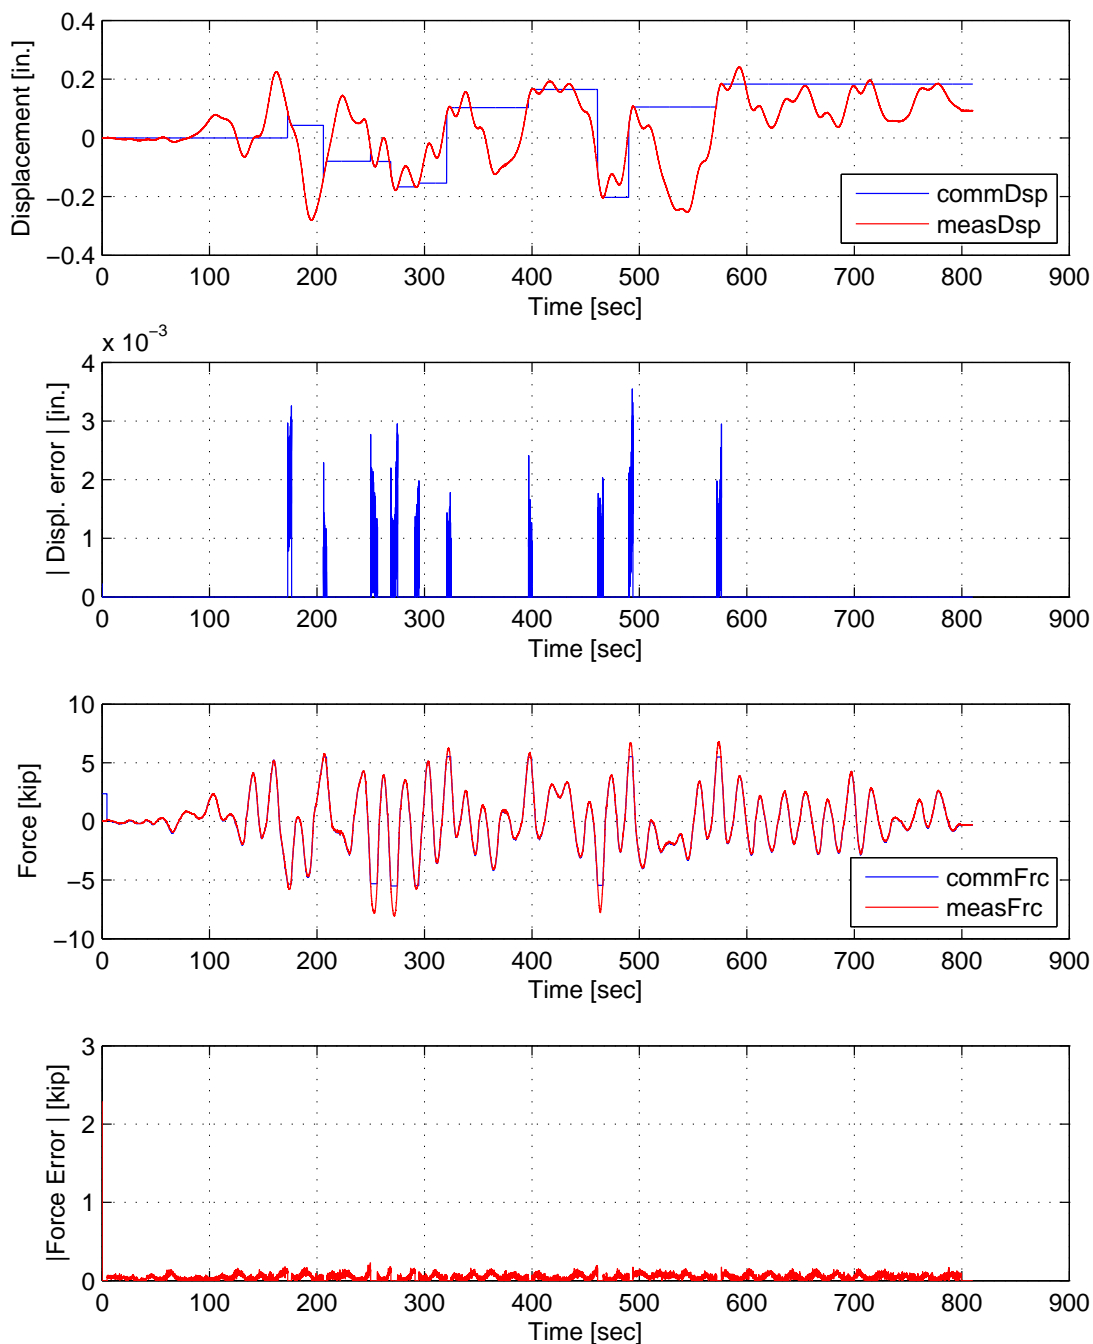 0.4
0.2
0
−0.2
−0.4
Displacement [in.]
commDsp
measDsp
0 100 200 300 400 500 600 700 800 900
Time [sec]
x 10−3
4
3
2
1
0
| Displ. error | [in.]
0 100 200 300 400 500 600 700 800 900
Time [sec]
10
5
0
−5
−10
Force [kip]
commFrc
measFrc
0 100 200 300 400 500 600 700 800 900
Time [sec]
3
2
1
0
|Force Error | [kip]
0 100 200 300 400 500 600 700 800 900
Time [sec]